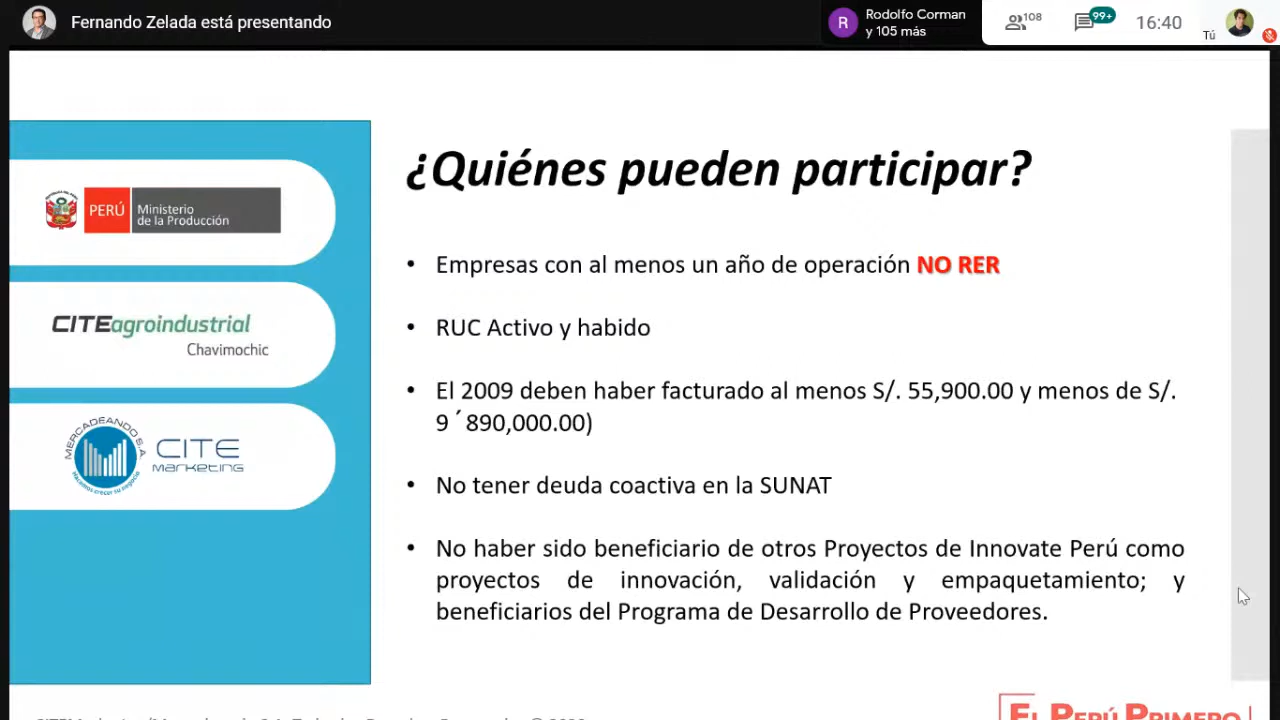 Fernando Zelada está presentando
R
Rodolfo Corman
y 105 más
108
99+
16:40
Tú
¿Quiénes pueden participar?
PERÚ
Ministerio
de la Producción
CITEagroindustrial
Chavimochic
MERCADEANDO S.A.
CITE
Marketing
• Empresas con al menos un año de operación NO RER
• RUC Activo y habido
• El 2009 deben haber facturado al menos S/. 55,900.00 y menos de S/.
9´890,000.00)
• No tener deuda coactiva en la SUNAT
• No haber sido beneficiario de otros Proyectos de Innovate Perú como
proyectos de innovación, validación y empaquetamiento; y
beneficiarios del Programa de Desarrollo de Proveedores.
EL PERÚ PRIMERO